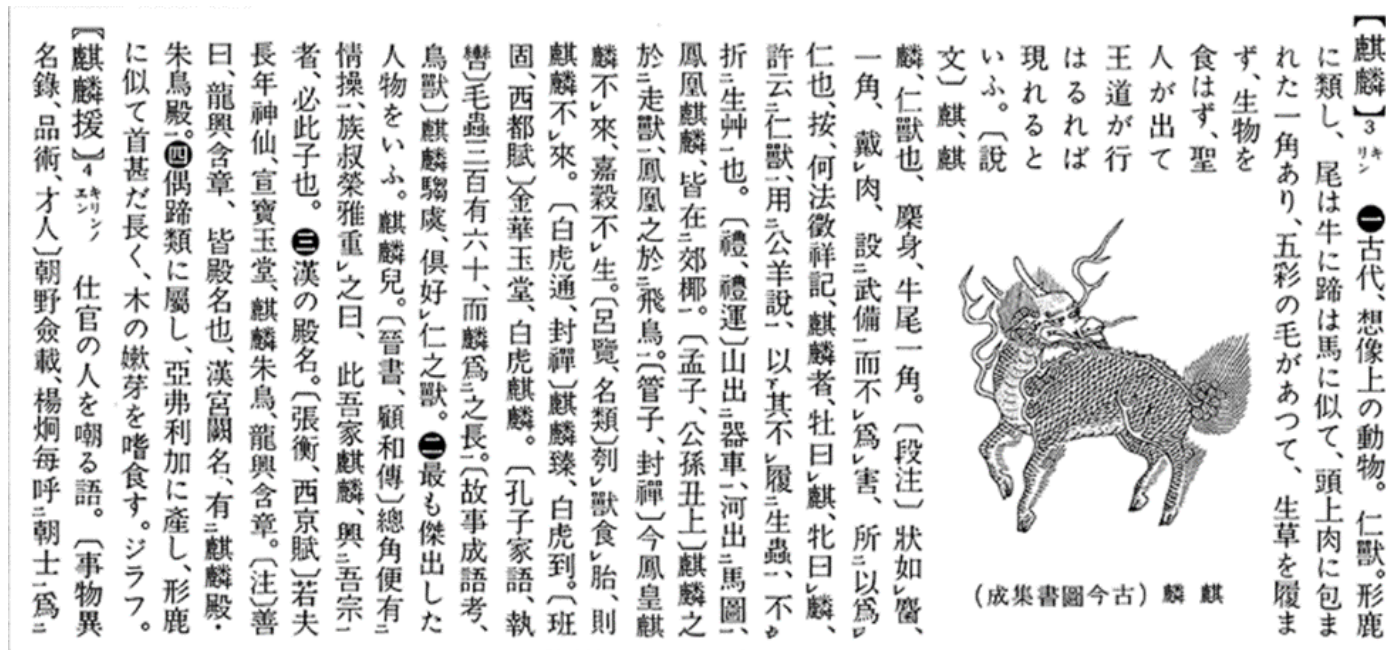 【麒麟】3 キリン ㊀古代、想像上の動物。仁獸。形鹿
に類し、尾は牛に蹄は馬に似て、頭上肉に包ま
れた一角あり、五彩の毛があつて、生草を履ま
ず、生物を
食はず、聖
人が出て
王道が行
はるれば
現れると
いふ。〔說
文〕麒、麒
麒麟(古今圖書集成)
麟、仁獸也、麋身、牛尾一角。〔段注〕狀如レ麕、
一角、戴レ肉、設二武備一而不レ爲レ害、所二以爲一レ
仁也、按、何法徵祥記、麒麟者、牡曰レ麒、牝曰レ麟、
許云二仁獸一、用二公羊說一、以下其不レ履二生蟲一、不上レ
折二生艸一也。〔禮、禮運〕山出二器車一、河出二馬圖一、
鳳凰麒麟、皆在二郊棷一。〔孟子、公孫丑上〕麒麟之
於二走獸一、鳳凰之於二飛鳥一。〔管子、封禪〕今鳳皇麒
麟不レ來、嘉穀不レ生。〔呂覽、名類〕刳レ獸食レ胎、則
麒麟不レ來。〔白虎通、封禪〕麒麟臻、白虎到。〔班
固、西都賦〕金華玉堂、白虎麒麟。〔孔子家語、執
轡〕毛蟲三百有六十、而麟爲二之長一。〔故事成語考、
鳥獸〕麒麟騶虞、俱好レ仁之獸。㊁最も傑出した
人物をいふ。麒麟兒。〔晉書、顧和傳〕總角便有二
情操一、族叔榮雅重レ之曰、此吾家麒麟、興二吾宗一
者、必此子也。㊂漢の殿名。〔張衡、西京賦〕若夫
長年神仙、宣寶玉堂、麒麟朱鳥、龍興含章。〔注〕善
曰、龍興含章、皆殿名也、漢宮闕名、有二麒麟殿・
朱鳥殿一。㊃偶蹄類に屬し、亞弗利加に產し、形鹿
に似て首甚だ長く、木の嫰芽を嗜食す。ジラフ。
【麒麟援】4 キリンノエン 仕官の人を嘲る語。〔事物異
名錄、品術、才人〕朝野僉載、楊炯每呼二朝士一爲二